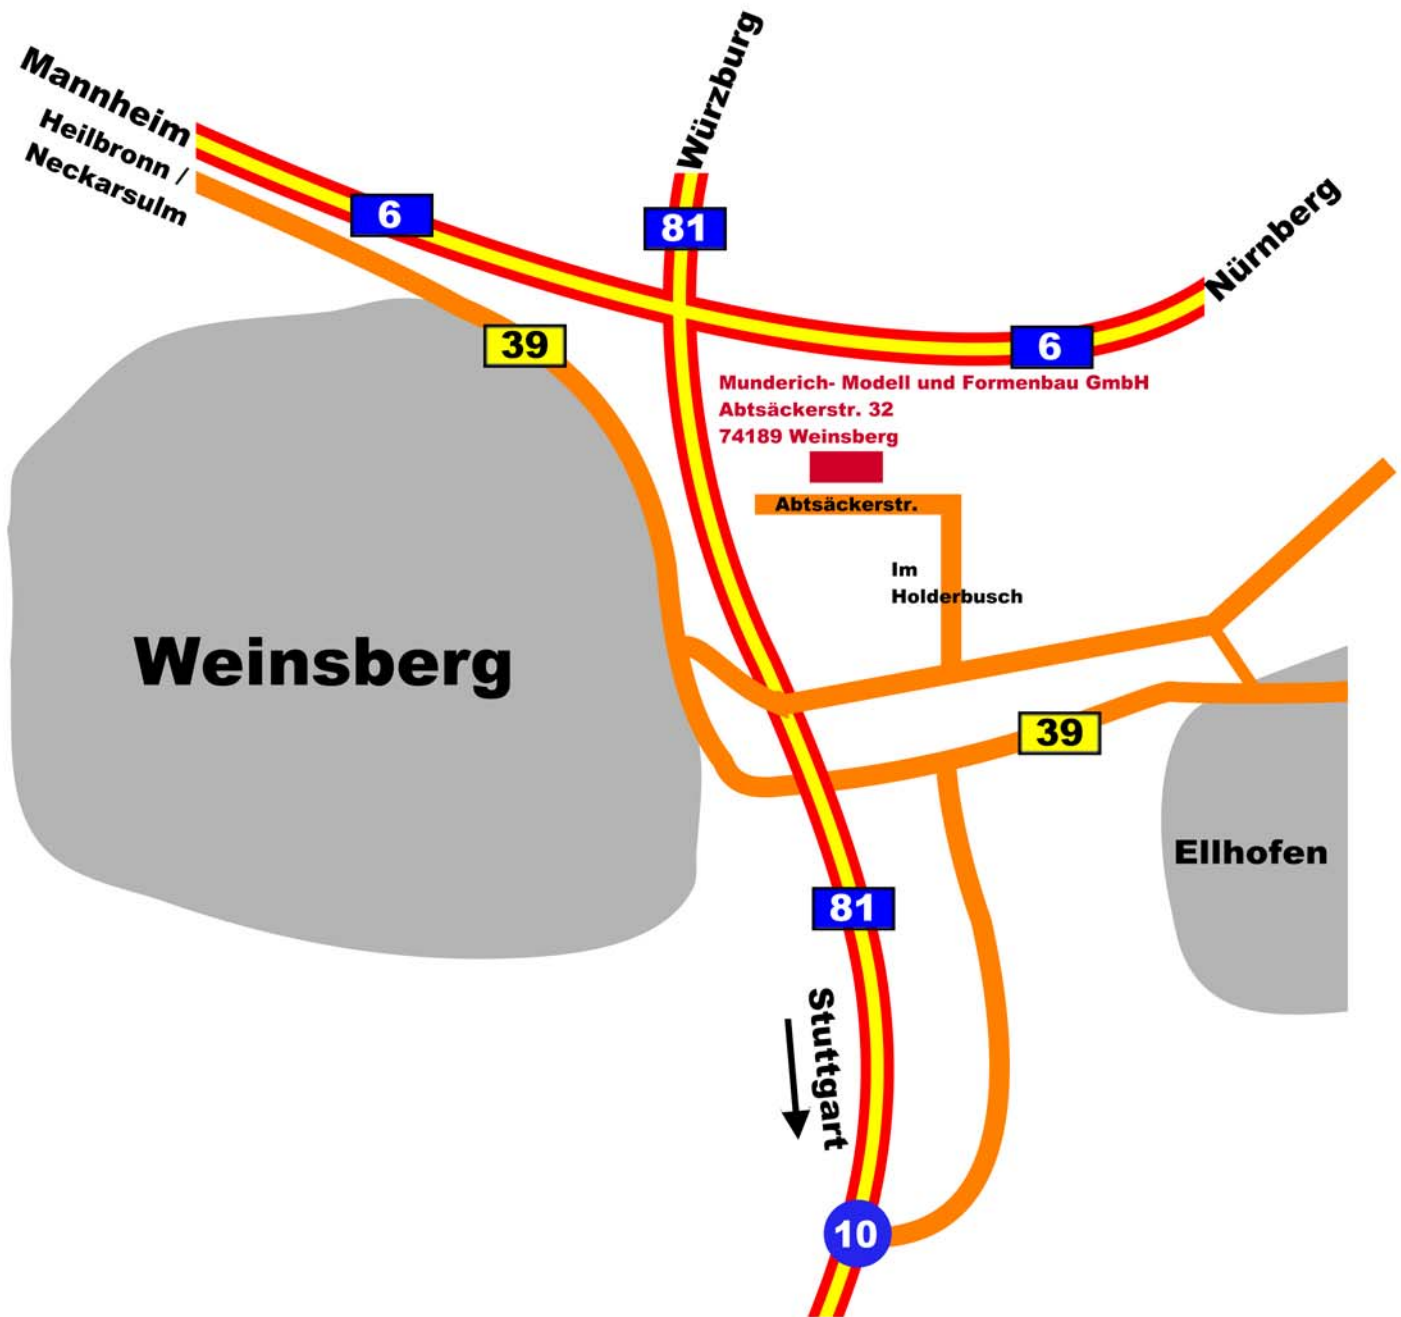 Würzburg
Mannheim
Heilbronn /
Neckarsulm
6
81
Nürnberg
39
6
Munderich- Modell und Formenbau GmbH
Abtsäckerstr. 32
74189 Weinsberg
Abtsäckerstr.
Im
Holderbusch
Weinsberg
39
Ellhofen
81
Stuttgart
10